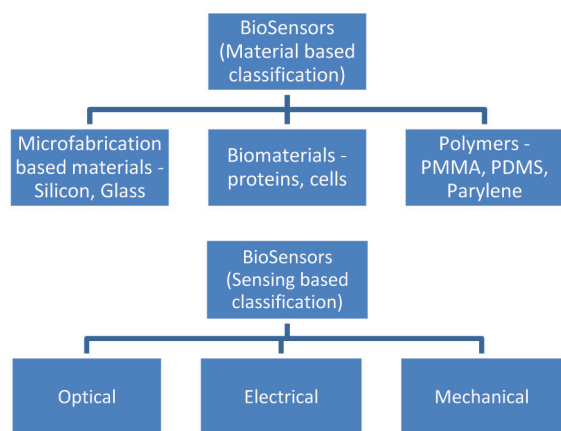 BioSensors
(Material based
classification)
Microfabrication
based materials -
Silicon, Glass
Biomaterials -
proteins, cells
Polymers -
PMMA, PDMS,
Parylene
BioSensors
(Sensing based
classification)
Optical
Electrical
Mechanical